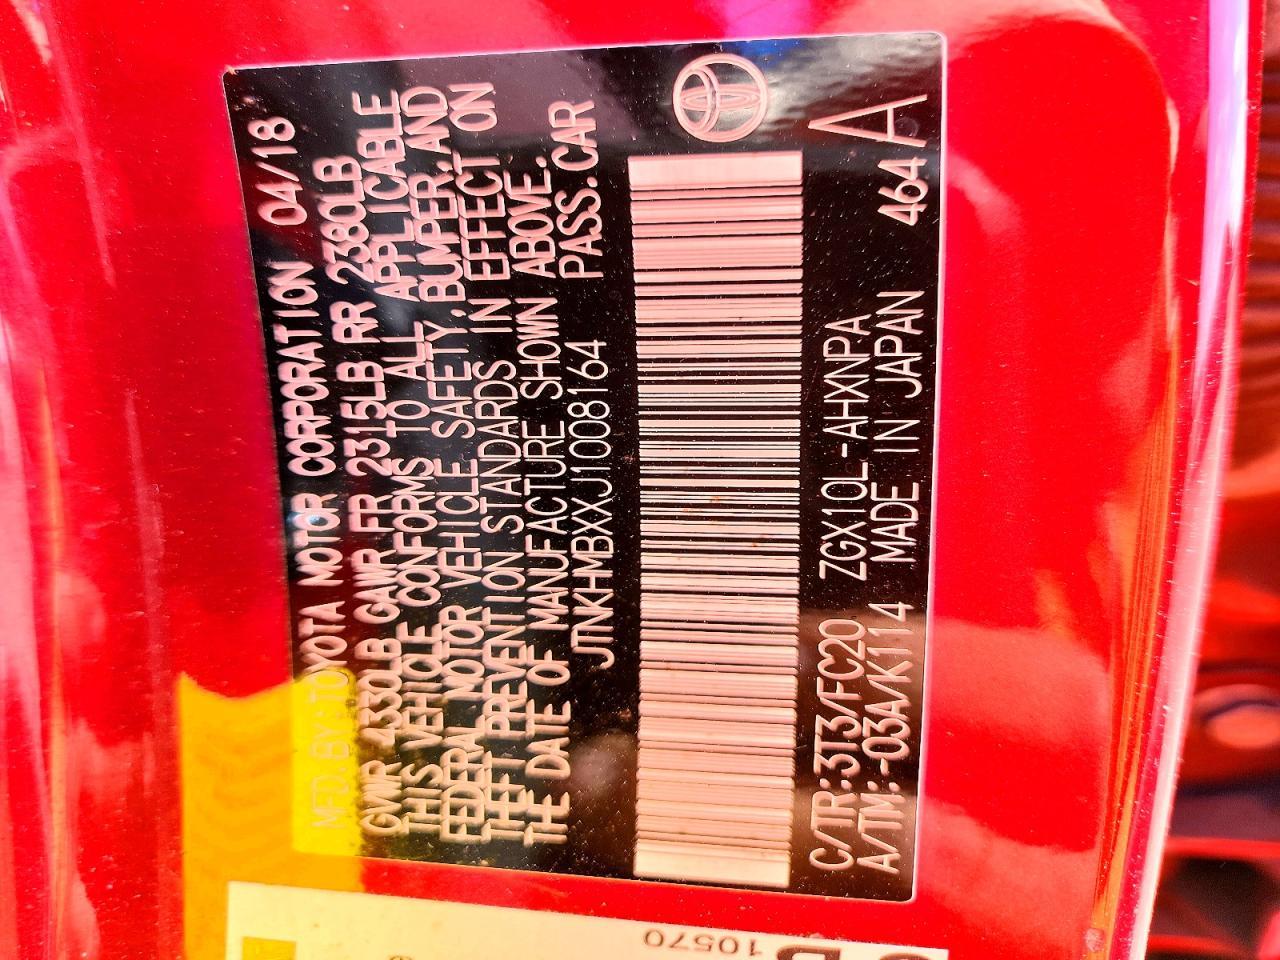 MFD.BY:TOYOTA MOTOR CORPORATION 04/18
GVWR 4330LB GAWR FR 2315LB RR 2380LB
THIS VEHICLE CONFORMS TO ALL APPLICABLE
FEDERAL MOTOR VEHICLE SAFETY,BUMPER,AND
THEFT PREVENTION STANDARDS IN EFFECT ON
THE DATE OF MANUFACTURE SHOWN ABOVE.
JTNKHMBXXJ1008164 PASS.CAR
C/TR:3T3/FC20 ZGX10L-AHXNPA
A/TM:-03A/K114 MADE IN JAPAN 464 A
10570